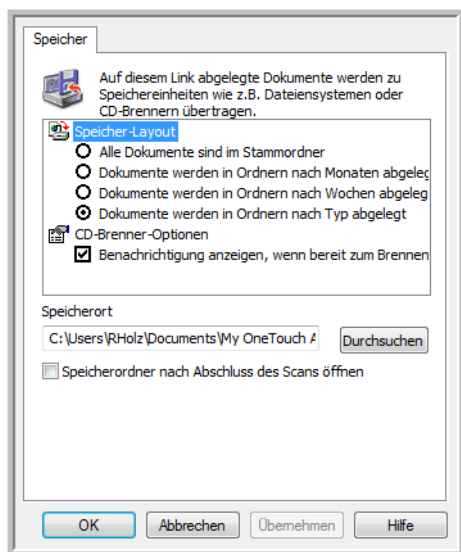 Speicher
Auf diesem Link abgelegte Dokumente werden zu
Speichereinheiten wie z.B. Dateiensystemen oder
CD-Brennern übertragen.
Speicher-Layout
Alle Dokumente sind im Stammordner
Dokumente werden in Ordnern nach Monaten abgeleg
Dokumente werden in Ordnern nach Wochen abgeleg
Dokumente werden in Ordnern nach Typ abgelegt
CD-Brenner-Optionen
Benachrichtigung anzeigen, wenn bereit zum Brennen
Speicherort
C:\Users\RHolz\Documents\My OneTouch A
Durchsuchen
Speicherordner nach Abschluss des Scans öffnen
OK Abbrechen Übernehmen Hilfe